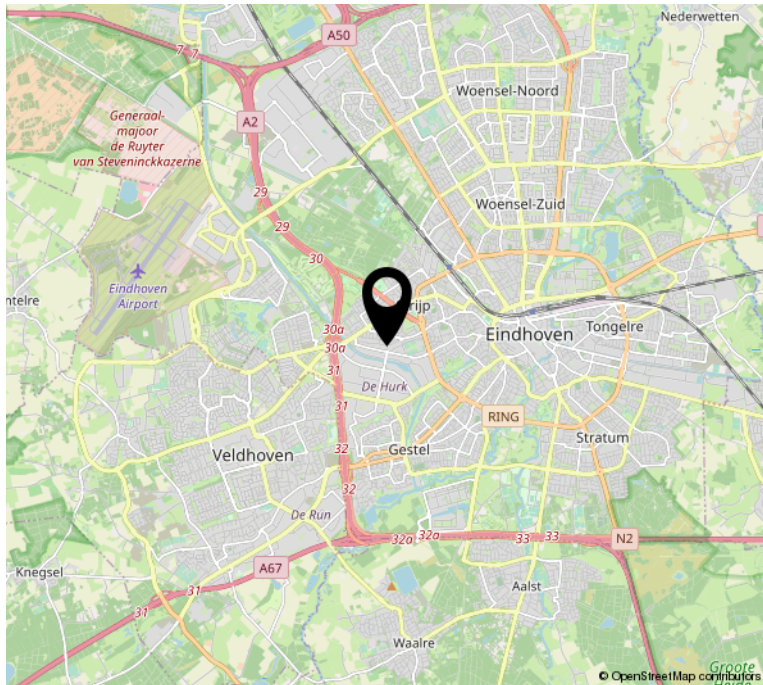 Nederwetten
A50
7
7
Woensel-Noord
Generaal-
majoor
de Ruyter
van Steveninckkazerne
A2
29
Woensel-Zuid
29
30
Eindhoven
Airport
ntelre
rijp
30a
Eindhoven
Tongelre
30a
31
De Hurk
31
RING
Stratum
32
Gestel
Veldhoven
32
De Run
32a
32a
33
33
N2
A67
Knegsel
31
31
Aalst
Waalre
Groote
Heide
© OpenStreetMap contributors